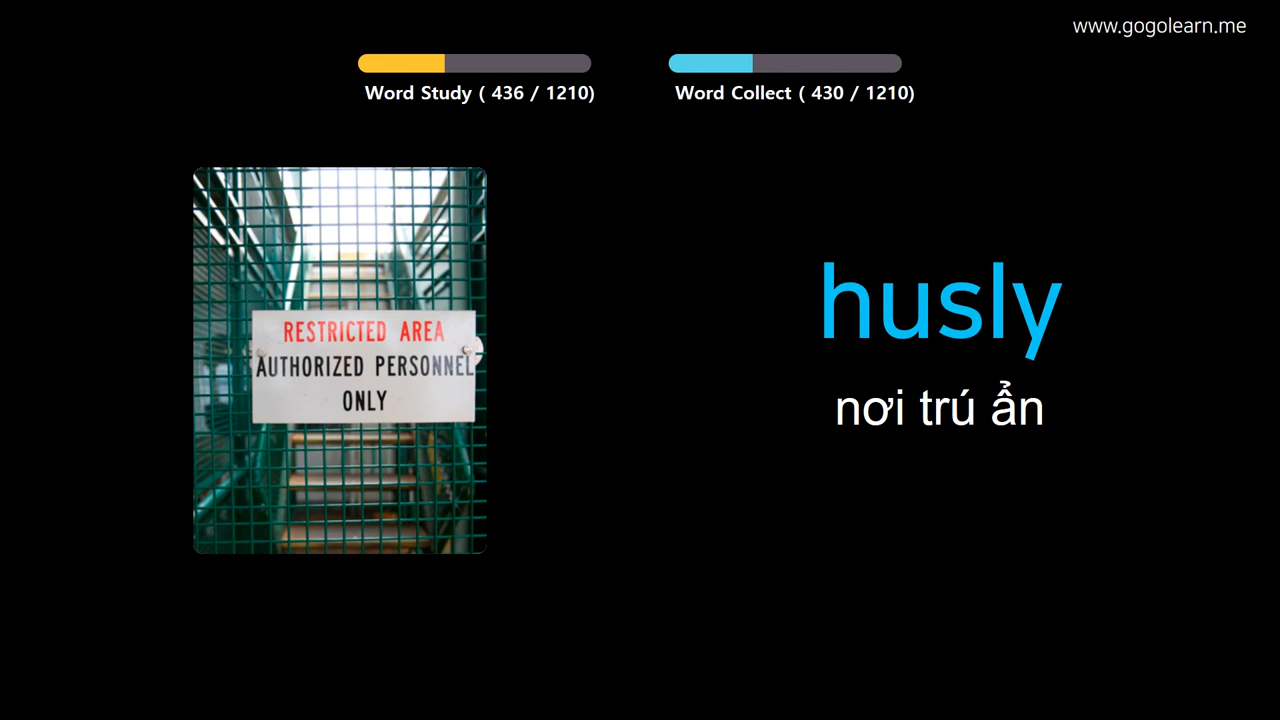 www.gogolearn.me
Word Study ( 436 / 1210)
Word Collect ( 430 / 1210)
RESTRICTED AREA
AUTHORIZED PERSONNEL
ONLY
husly
nơi trú ẩn